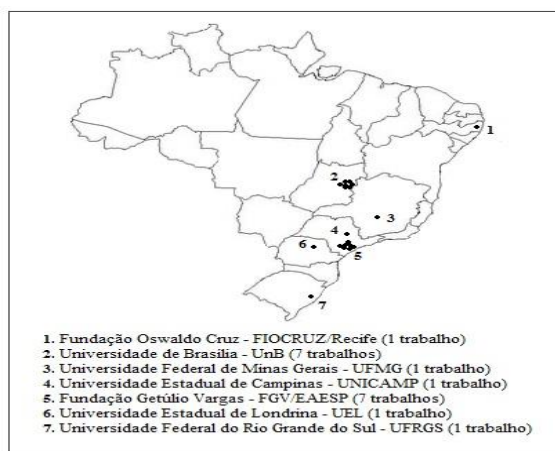 1
2
3
4
5
6
7
1. Fundação Oswaldo Cruz - FIOCRUZ/Recife (1 trabalho)
2. Universidade de Brasília - UnB (7 trabalhos)
3. Universidade Federal de Minas Gerais - UFMG (1 trabalho)
4. Universidade Estadual de Campinas - UNICAMP (1 trabalho)
5. Fundação Getúlio Vargas - FGV/EAESP (7 trabalhos)
6. Universidade Estadual de Londrina - UEL (1 trabalho)
7. Universidade Federal do Rio Grande do Sul - UFRGS (1 trabalho)